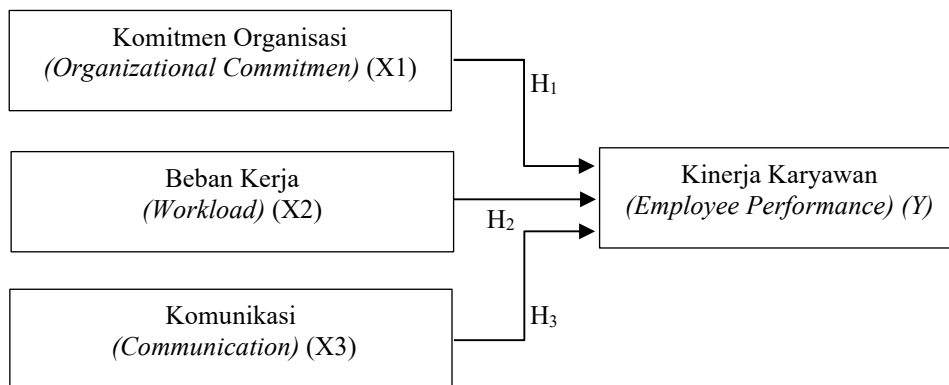 Komitmen Organisasi
(Organizational Commitmen) (X1)
H1
Beban Kerja
(Workload) (X2)
H2
Kinerja Karyawan
(Employee Performance) (Y)
Komunikasi
(Communication) (X3)
H3